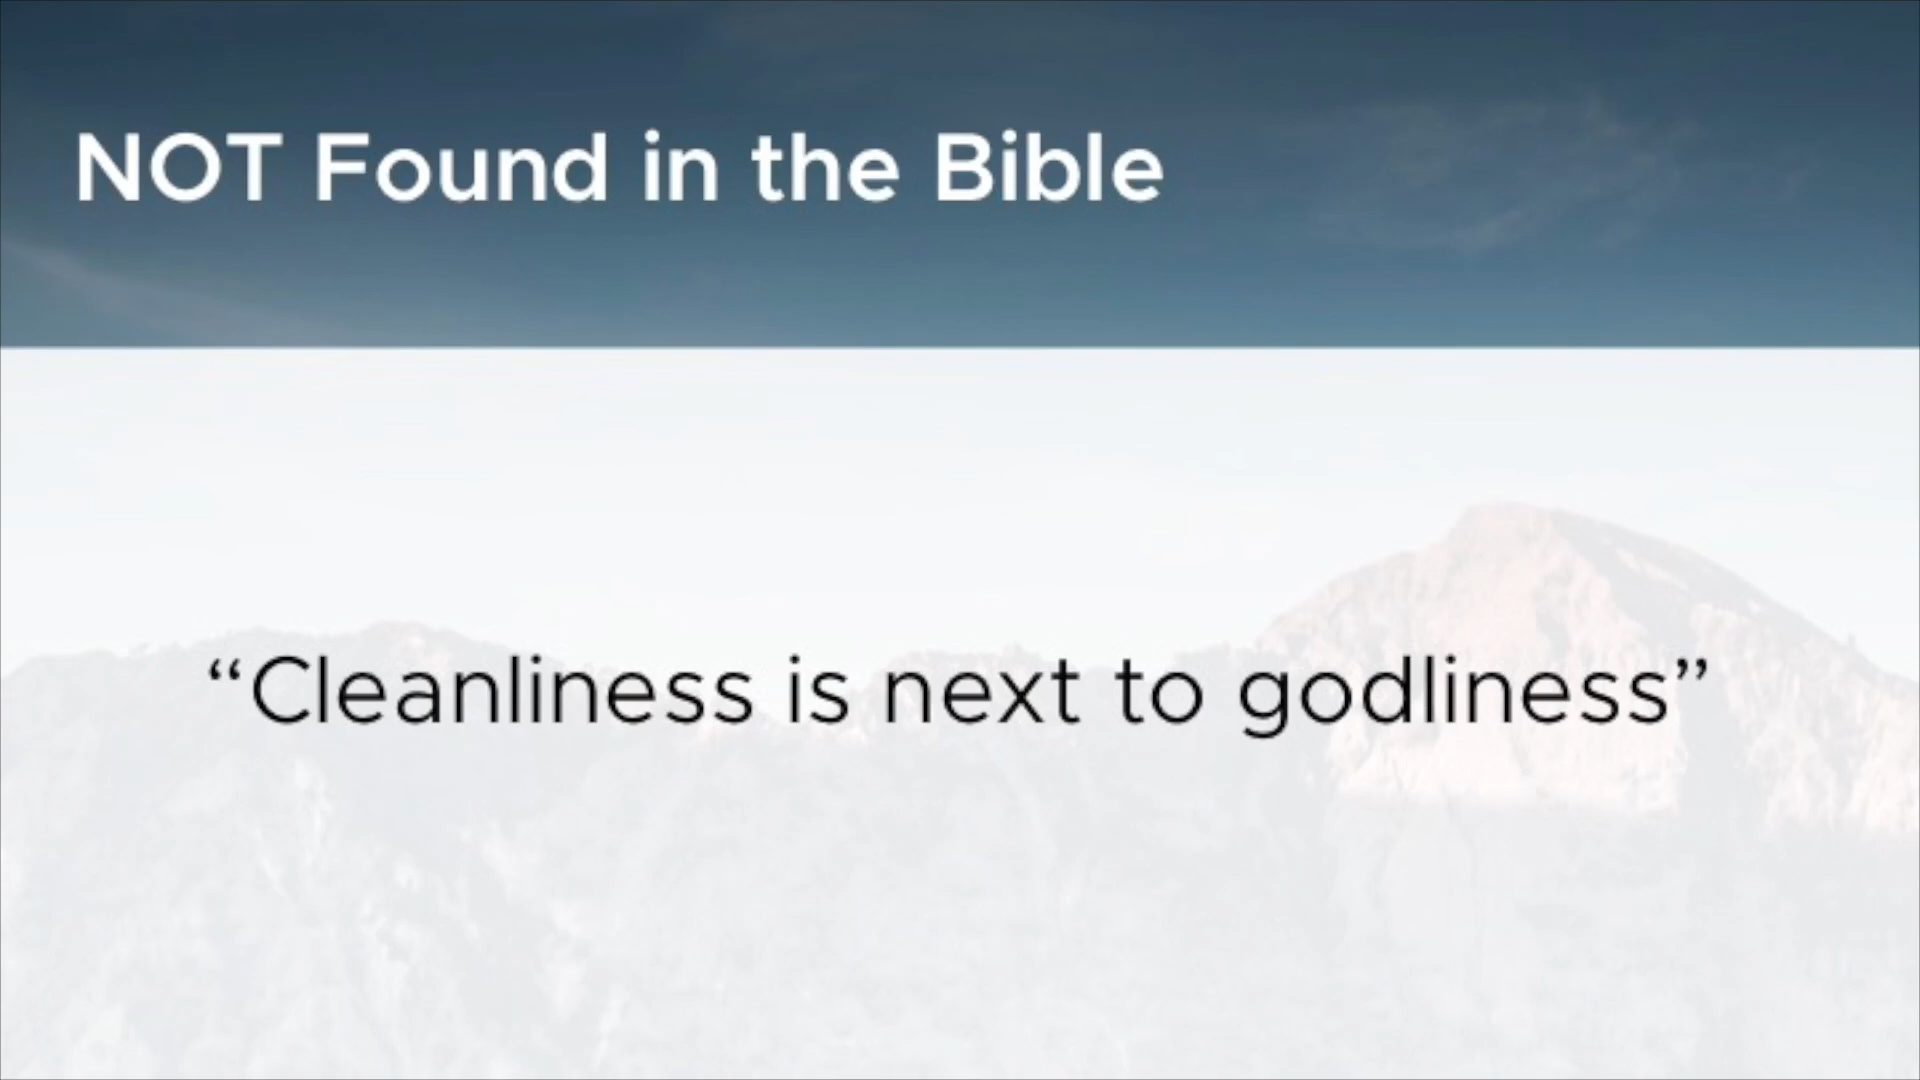 NOT Found in the Bible
“Cleanliness is next to godliness”